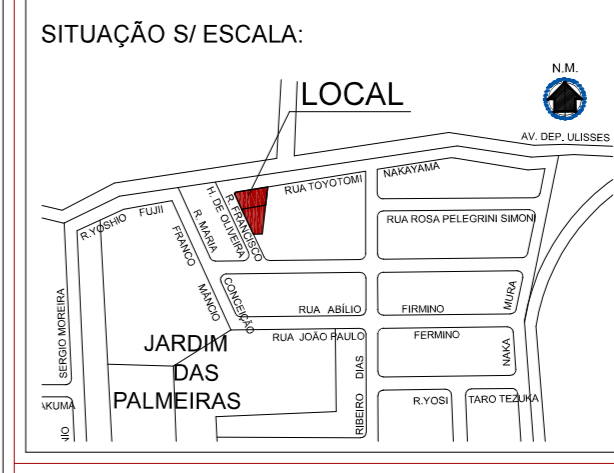 SITUAÇÃO S/ ESCALA:
N.M.
LOCAL
AV. DEP. ULISSES
RUA TOYOTOMI
NAKAYAMA
R. FRANCISCO
H. DE OLIVEIRA
R. MARIA
R.YOSHIO FUJII
RUA ROSA PELEGRINI SIMONI
FRANCO MÂNCIO
CONCEIÇÃO
SERGIO MOREIRA
RUA ABÍLIO
FIRMINO
MURA
NAKA
RUA JOÃO PAULO
FERMINO
JARDIM
DAS
PALMEIRAS
RIBEIRO DIAS
R.YOSI
TARO TEZUKA
AKUMA
NIO